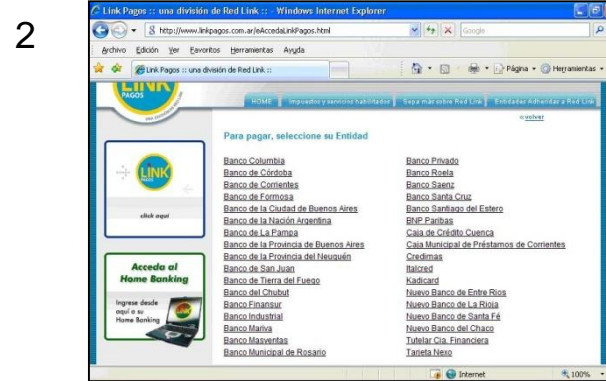 2
Link Pagos :: una división de Red Link :: - Windows Internet Explorer
http://www.linkpagos.com.ar/eAccedaLinkPagos.html
Google
Archivo Edición Ver Favoritos Herramientas Ayuda
Link Pagos :: una división de Red Link ::
Página Herramientas
LINK
PAGOS
HOME Impuestos y servicios habilitados Sepa más sobre Red Link Entidades Adheridas a Red Link
« volver
Para pagar, seleccione su Entidad
Banco Columbia
Banco de Córdoba
Banco de Corrientes
Banco de Formosa
Banco de la Ciudad de Buenos Aires
Banco de la Nación Argentina
Banco de La Pampa
Banco de la Provincia de Buenos Aires
Banco de la Provincia del Neuquén
Banco de San Juan
Banco de Tierra del Fuego
Banco del Chubut
Banco Finansur
Banco Industrial
Banco Mariva
Banco Masventas
Banco Municipal de Rosario
Banco Privado
Banco Roela
Banco Saenz
Banco Santa Cruz
Banco Santiago del Estero
BNP Paribas
Caja de Crédito Cuenca
Caja Municipal de Préstamos de Corrientes
Credimas
Italcred
Kadicard
Nuevo Banco de Entre Rios
Nuevo Banco de La Rioja
Nuevo Banco de Santa Fé
Nuevo Banco del Chaco
Tutelar Cia. Financiera
Tarjeta Nexo
LINK
click aquí
Acceda al
Home Banking
Ingrese desde
aquí a su
Home Banking
Internet
100%